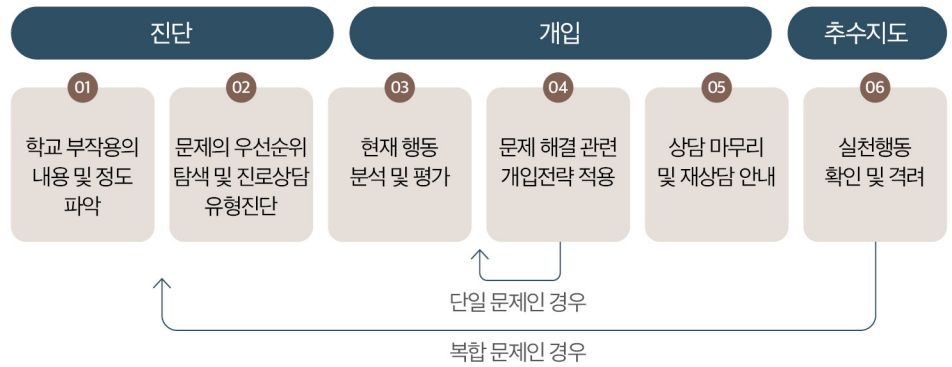 진단
개입
추수지도
01
02
03
04
05
06
학교 부작용의
내용 및 정도
파악
문제의 우선순위
탐색 및 진로상담
유형진단
현재 행동
분석 및 평가
문제 해결 관련
개입전략 적용
상담 마무리
및 재상담 안내
실천행동
확인 및 격려
단일 문제인 경우
복합 문제인 경우